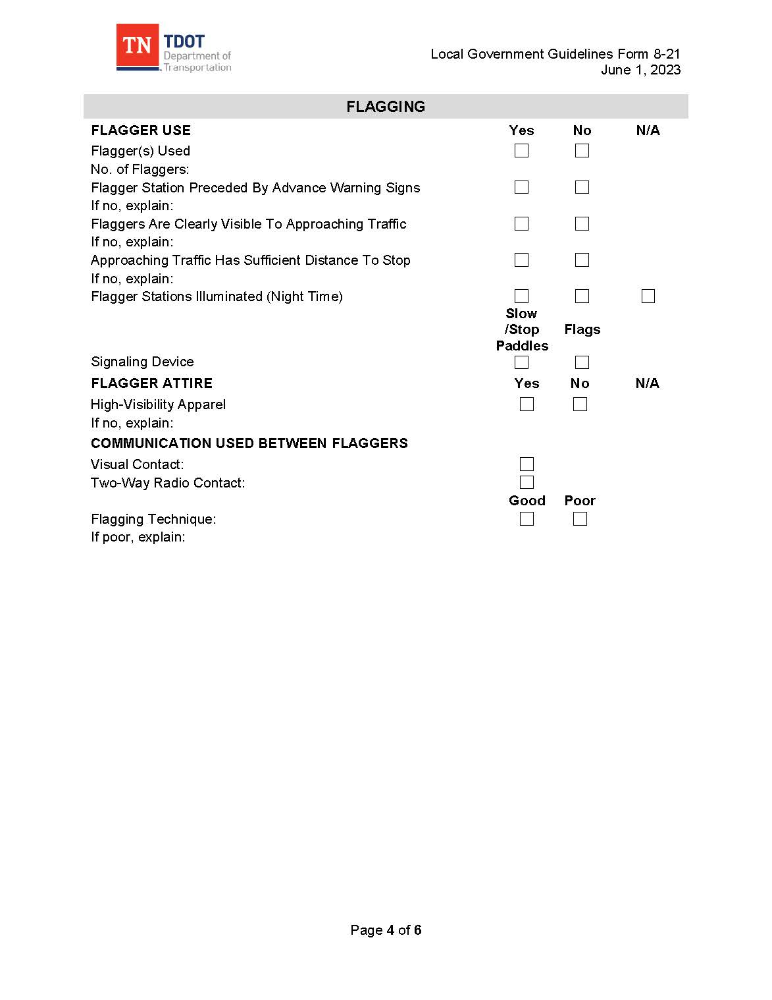 TN TDOT
Department of
Transportation
Local Government Guidelines Form 8-21
June 1, 2023
FLAGGING
FLAGGER USE Yes No N/A
Flagger(s) Used ☐ ☐
No. of Flaggers:
Flagger Station Preceded By Advance Warning Signs ☐ ☐
If no, explain:
Flaggers Are Clearly Visible To Approaching Traffic ☐ ☐
If no, explain:
Approaching Traffic Has Sufficient Distance To Stop ☐ ☐
If no, explain:
Flagger Stations Illuminated (Night Time) ☐ ☐ ☐
Slow
/Stop Flags
Paddles
Signaling Device ☐ ☐
FLAGGER ATTIRE Yes No N/A
High-Visibility Apparel ☐ ☐
If no, explain:
COMMUNICATION USED BETWEEN FLAGGERS
Visual Contact: ☐
Two-Way Radio Contact: ☐
Good Poor
Flagging Technique: ☐ ☐
If poor, explain:
Page 4 of 6